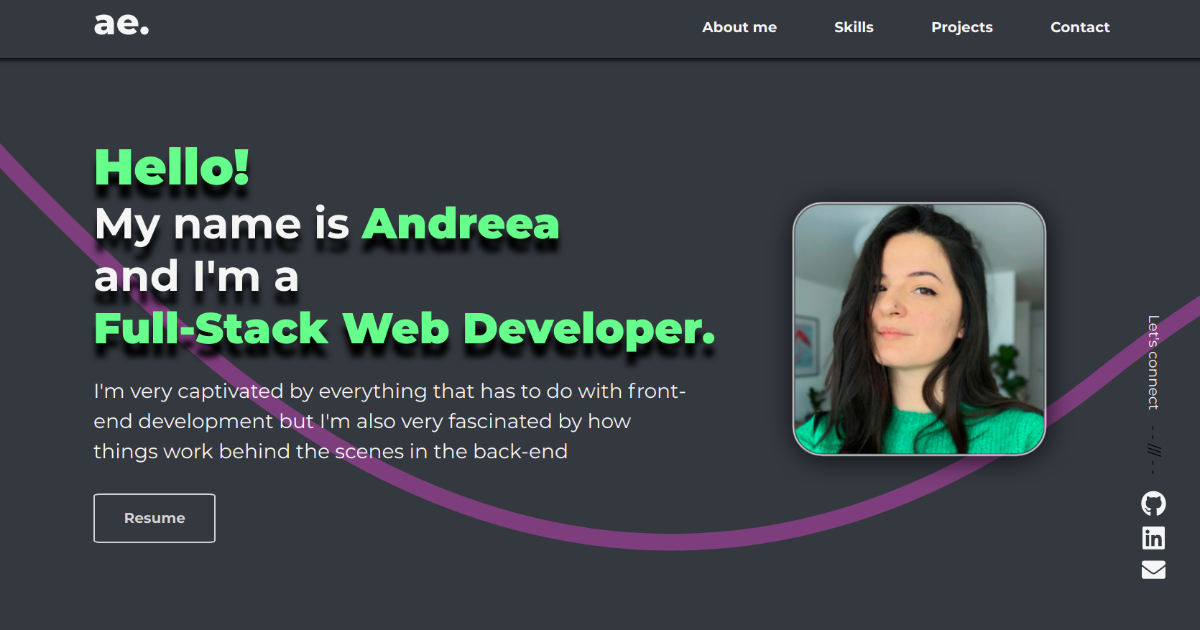 ae.
About me
Skills
Projects
Contact
Hello!
My name is Andreea
and I'm a
Full-Stack Web Developer.
I'm very captivated by everything that has to do with front-
end development but I'm also very fascinated by how
things work behind the scenes in the back-end
Resume
Let's connect
- - /// - -
in